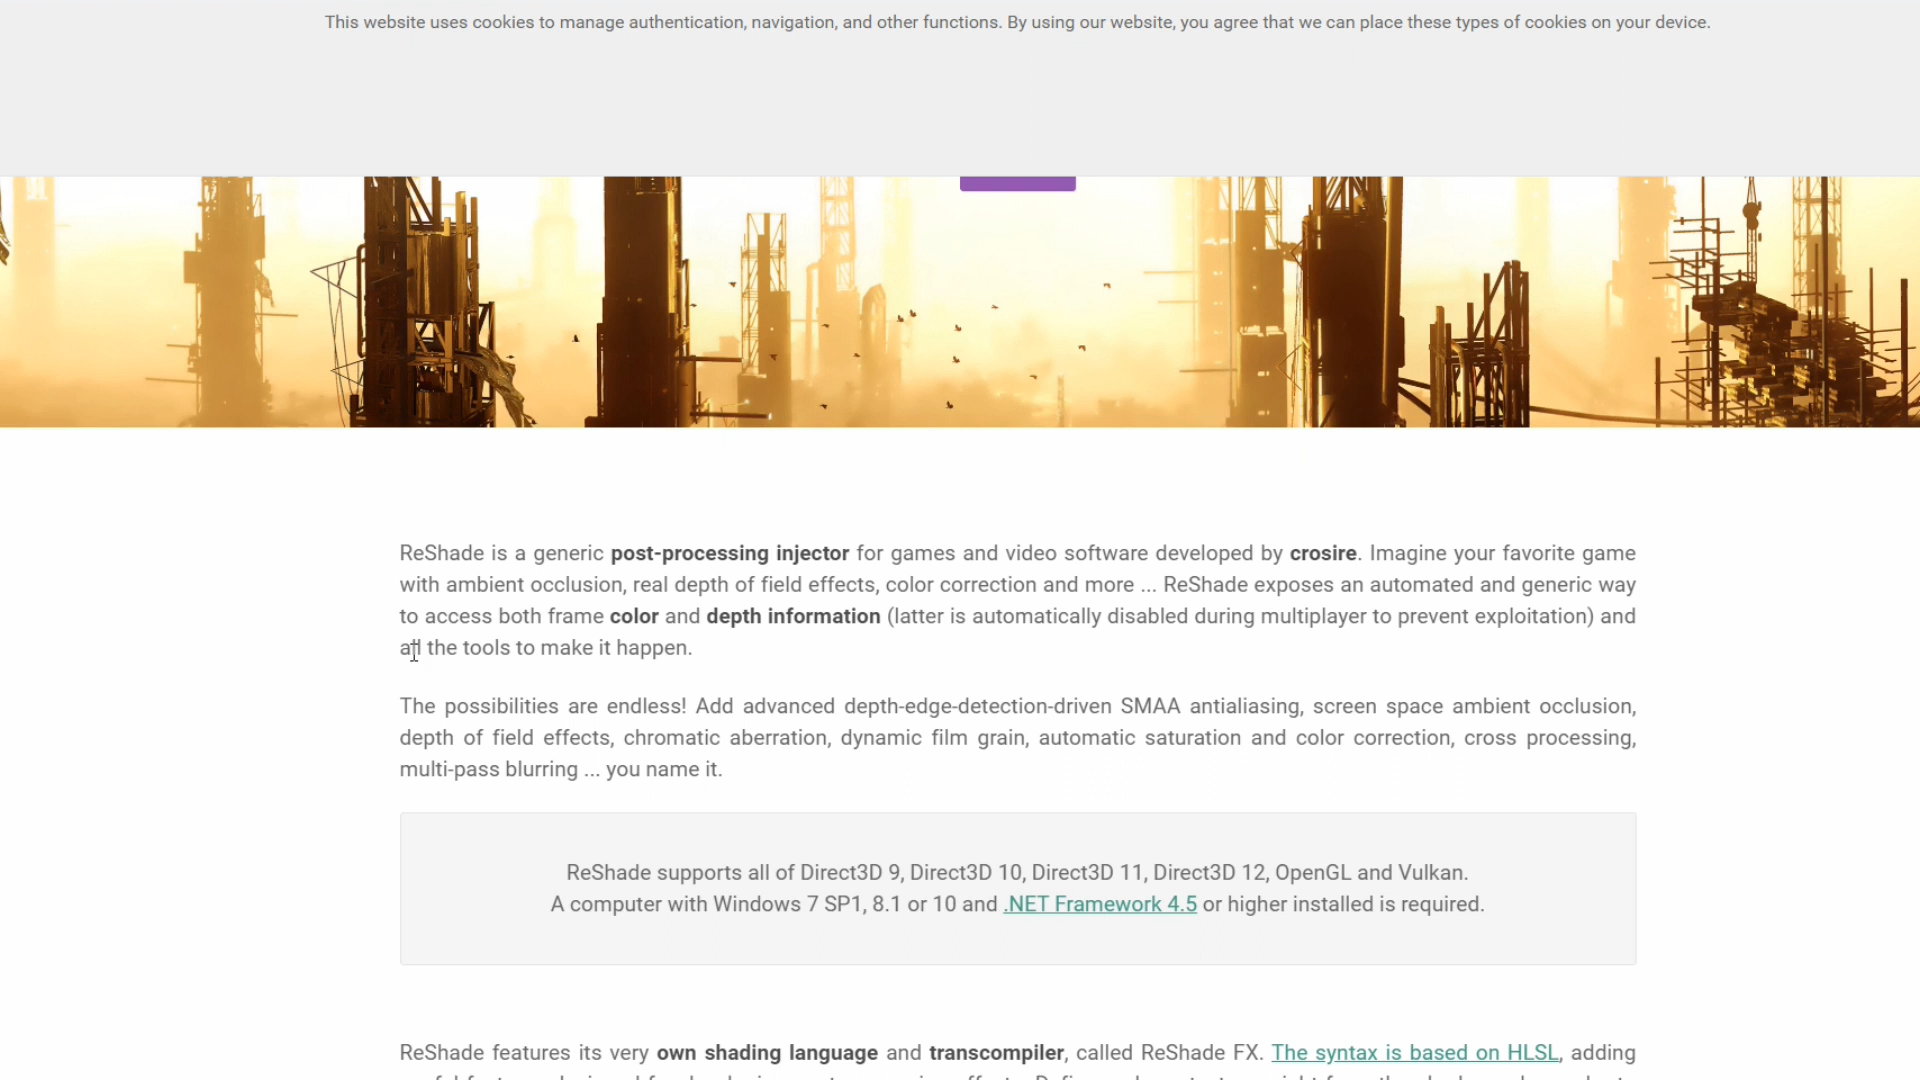 This website uses cookies to manage authentication, navigation, and other functions. By using our website, you agree that we can place these types of cookies on your device.
ReShade is a generic post-processing injector for games and video software developed by crosire. Imagine your favorite game
with ambient occlusion, real depth of field effects, color correction and more ... ReShade exposes an automated and generic way
to access both frame color and depth information (latter is automatically disabled during multiplayer to prevent exploitation) and
all the tools to make it happen.
The possibilities are endless! Add advanced depth-edge-detection-driven SMAA antialiasing, screen space ambient occlusion,
depth of field effects, chromatic aberration, dynamic film grain, automatic saturation and color correction, cross processing,
multi-pass blurring ... you name it.
ReShade supports all of Direct3D 9, Direct3D 10, Direct3D 11, Direct3D 12, OpenGL and Vulkan.
A computer with Windows 7 SP1, 8.1 or 10 and .NET Framework 4.5 or higher installed is required.
ReShade features its very own shading language and transcompiler, called ReShade FX. The syntax is based on HLSL, adding